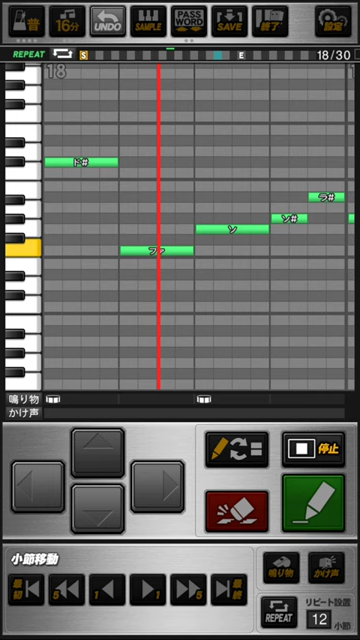 音
16分
UNDO
SAMPLE
PASS
WORD
SAVE
終了
設定
REPEAT
S
E
18/30
18
ド#
ラ#
ソ#
ソ
ファ
鳴り物
かけ声
停止
小節移動
最初
5
1
1
5
最終
鳴り物
かけ声
REPEAT
リピート設置
12
小節